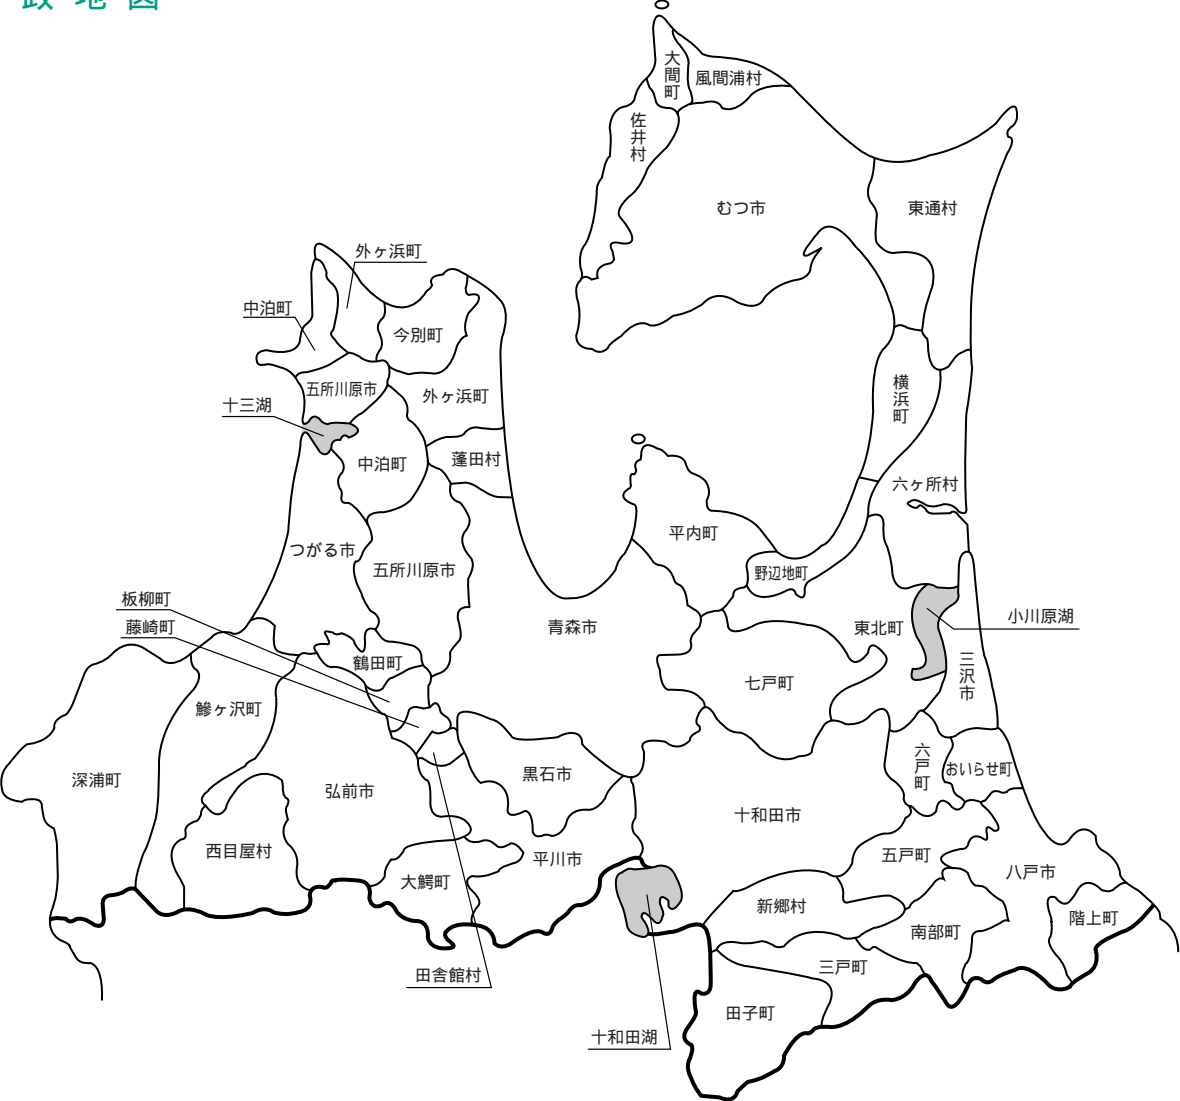 政地図
大間町
風間浦村
佐井村
むつ市
東通村
外ヶ浜町
中泊町
今別町
五所川原市
外ヶ浜町
十三湖
横浜町
中泊町
蓬田村
六ヶ所村
つがる市
平内町
五所川原市
野辺地町
板柳町
藤崎町
青森市
東北町
小川原湖
鶴田町
七戸町
三沢市
鰺ヶ沢町
深浦町
弘前市
黒石市
六戸町
おいらせ町
十和田市
西目屋村
平川市
五戸町
大鰐町
八戸市
新郷村
南部町
階上町
田舎館村
三戸町
田子町
十和田湖